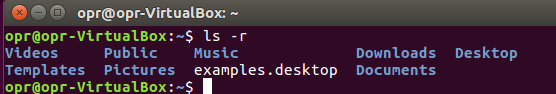 opr@opr-VirtualBox: ~
opr@opr-VirtualBox:~$ ls -r
Videos Public Music Downloads Desktop
Templates Pictures examples.desktop Documents
opr@opr-VirtualBox:~$